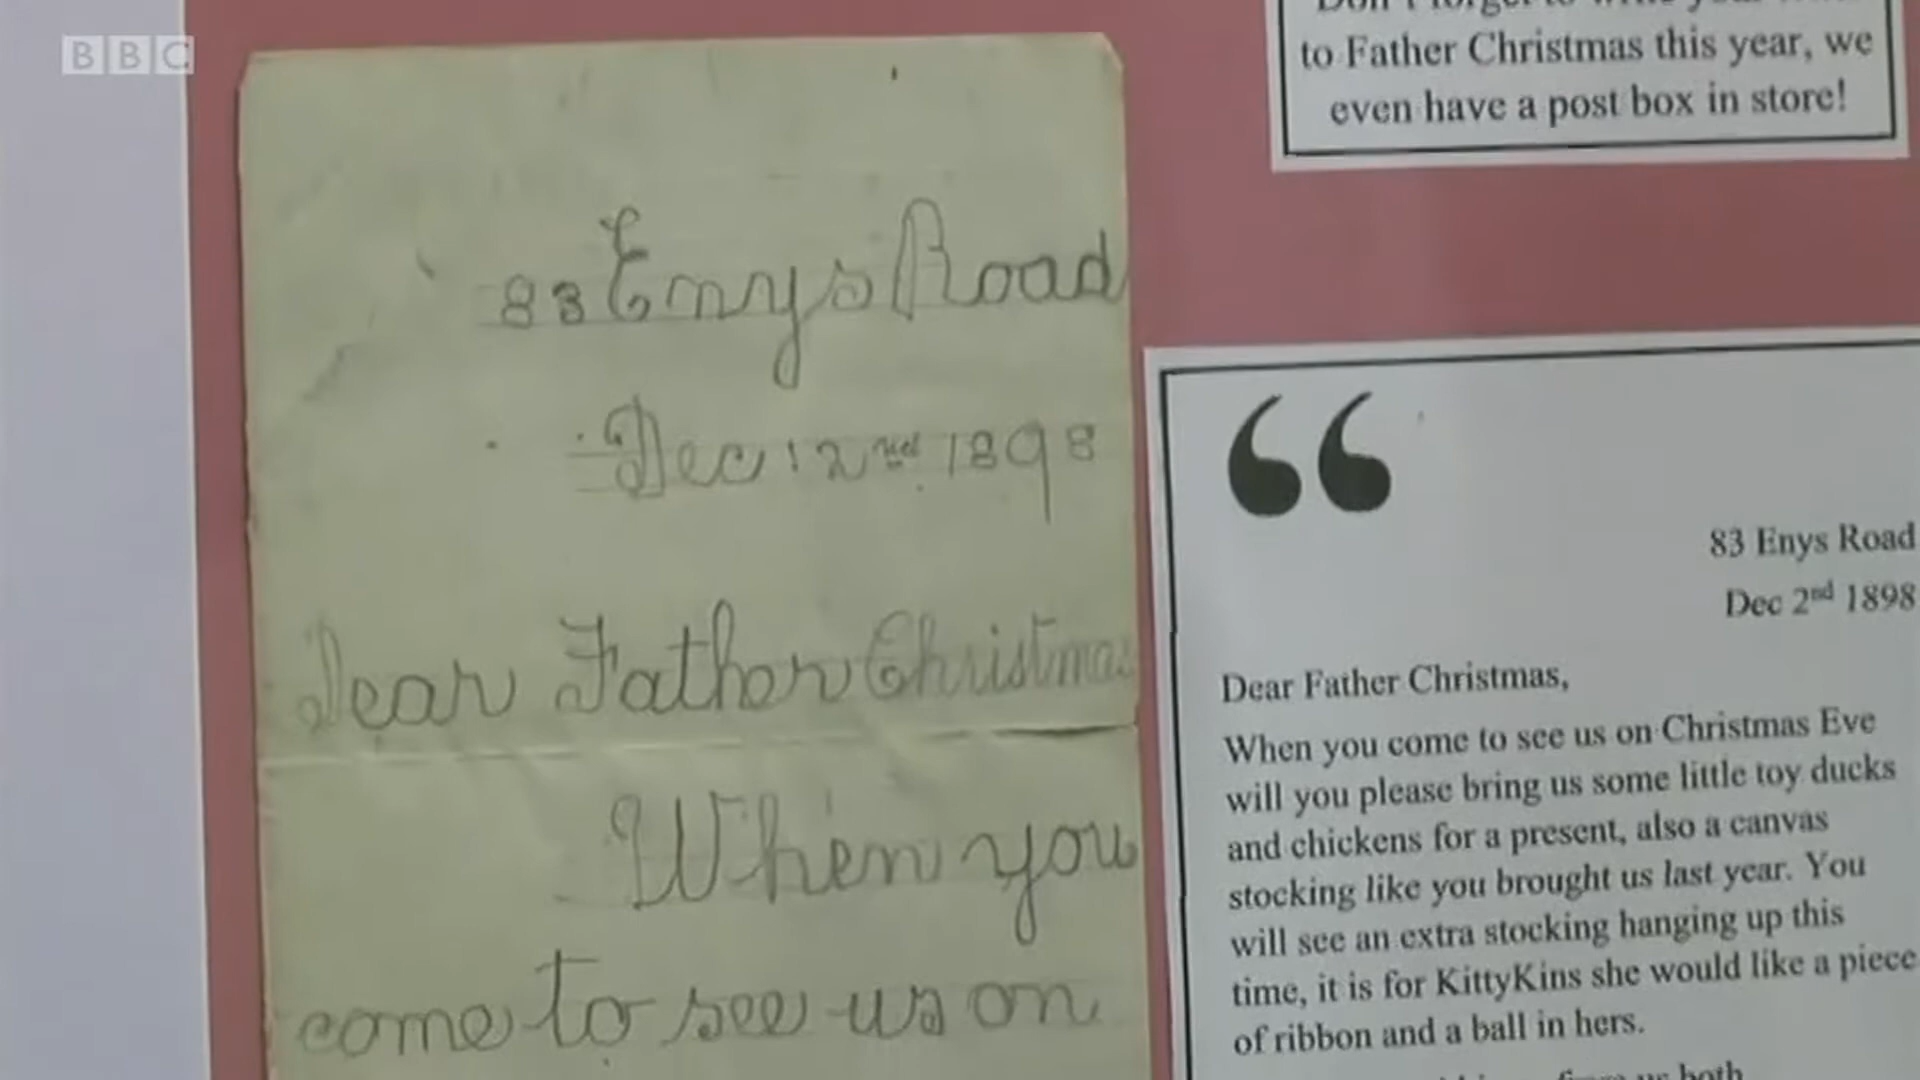 BBC
to Father Christmas this year, we
even have a post box in store!
83 Enys Road
Dec 12nd 1898
Dear Father Christmas
When you
come to see us on
“
83 Enys Road
Dec 2nd 1898
Dear Father Christmas,
When you come to see us on Christmas Eve
will you please bring us some little toy ducks
and chickens for a present, also a canvas
stocking like you brought us last year. You
will see an extra stocking hanging up this
time, it is for KittyKins she would like a piece
of ribbon and a ball in hers.
both